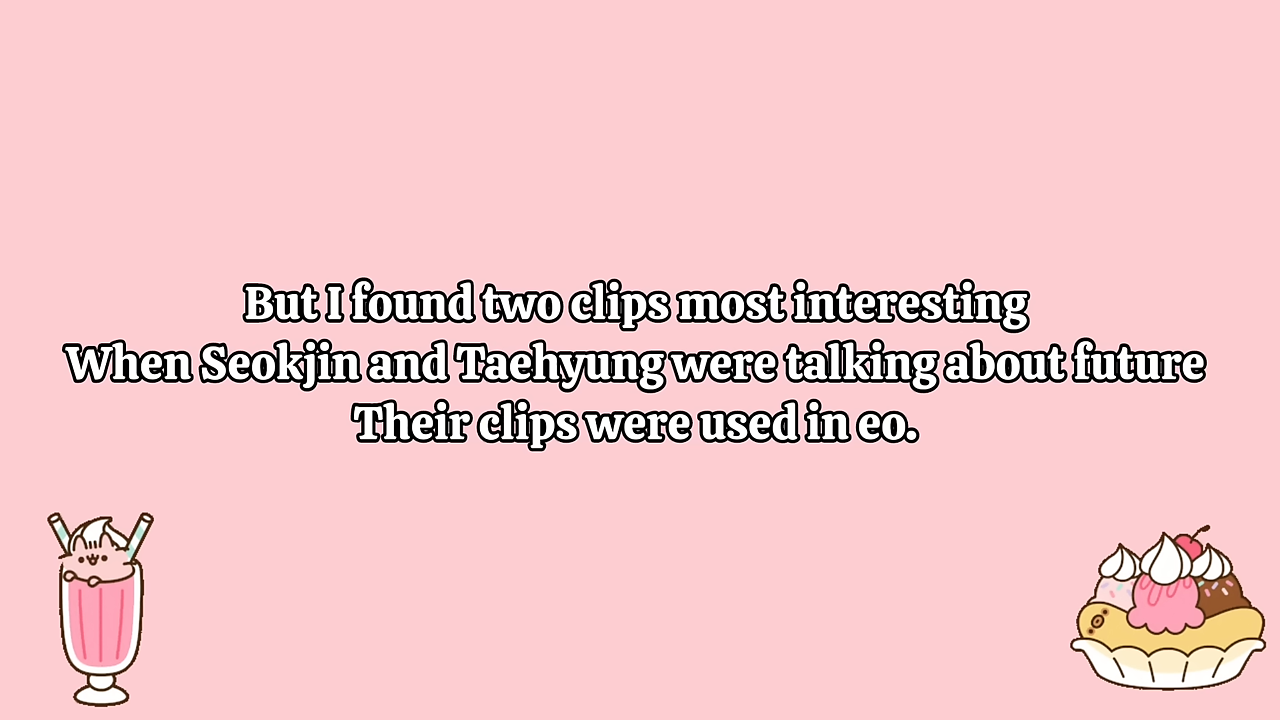 But I found two clips most interesting
When Seokjin and Taehyung were talking about future
Their clips were used in eo.